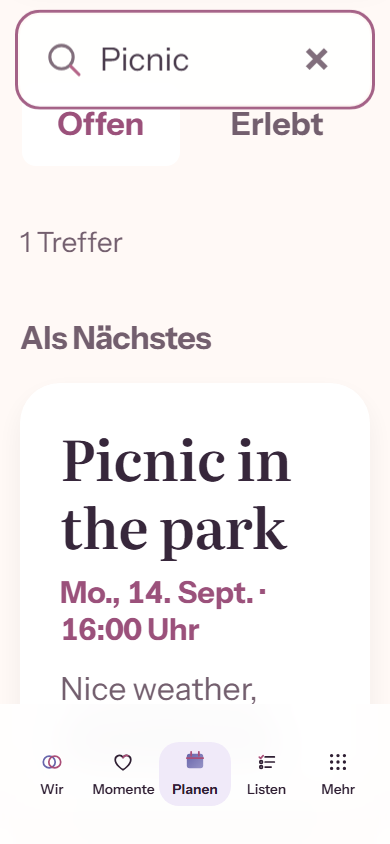 Picnic
Offen Erlebt
1 Treffer
Als Nächstes
Picnic in
the park
Mo., 14. Sept. ·
16:00 Uhr
Nice weather,
Wir Momente Planen Listen Mehr